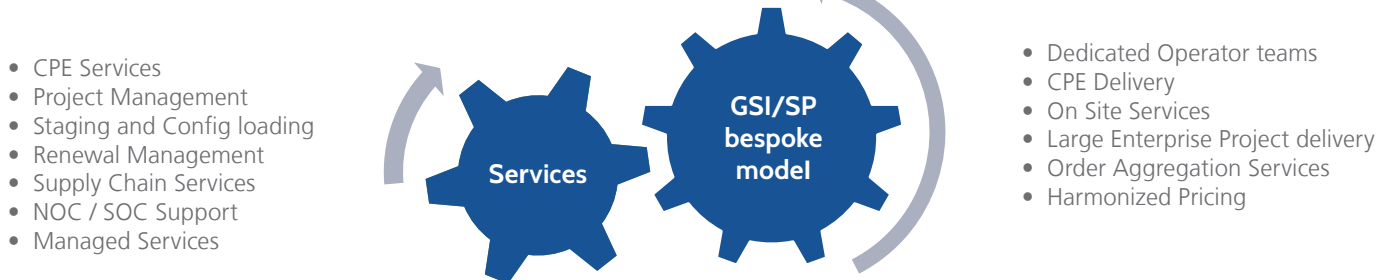 • CPE Services
• Project Management
• Staging and Config loading
• Renewal Management
• Supply Chain Services
• NOC / SOC Support
• Managed Services
Services
GSI/SP
bespoke
model
• Dedicated Operator teams
• CPE Delivery
• On Site Services
• Large Enterprise Project delivery
• Order Aggregation Services
• Harmonized Pricing